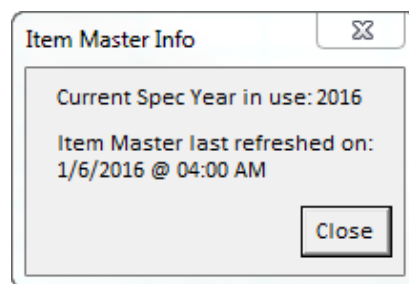 Item Master Info
Current Spec Year in use: 2016
Item Master last refreshed on:
1/6/2016 @ 04:00 AM
Close